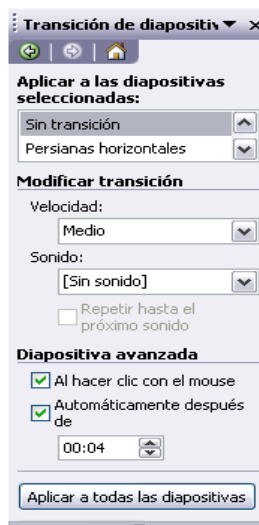 Transición de diapositiv
Aplicar a las diapositivas
seleccionadas:
Sin transición
Persianas horizontales
Modificar transición
Velocidad:
Medio
Sonido:
[Sin sonido]
Repetir hasta el
próximo sonido
Diapositiva avanzada
Al hacer clic con el mouse
Automáticamente después
de
00:04
Aplicar a todas las diapositivas